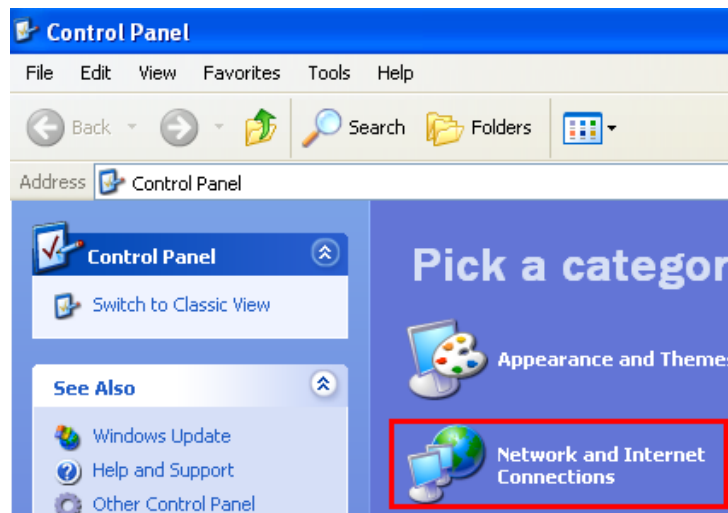 Control Panel
File Edit View Favorites Tools Help
Back Search Folders
Address Control Panel
Control Panel
Switch to Classic View
See Also
Windows Update
Help and Support
Other Control Panel
Pick a categor
Appearance and Themes
Network and Internet
Connections